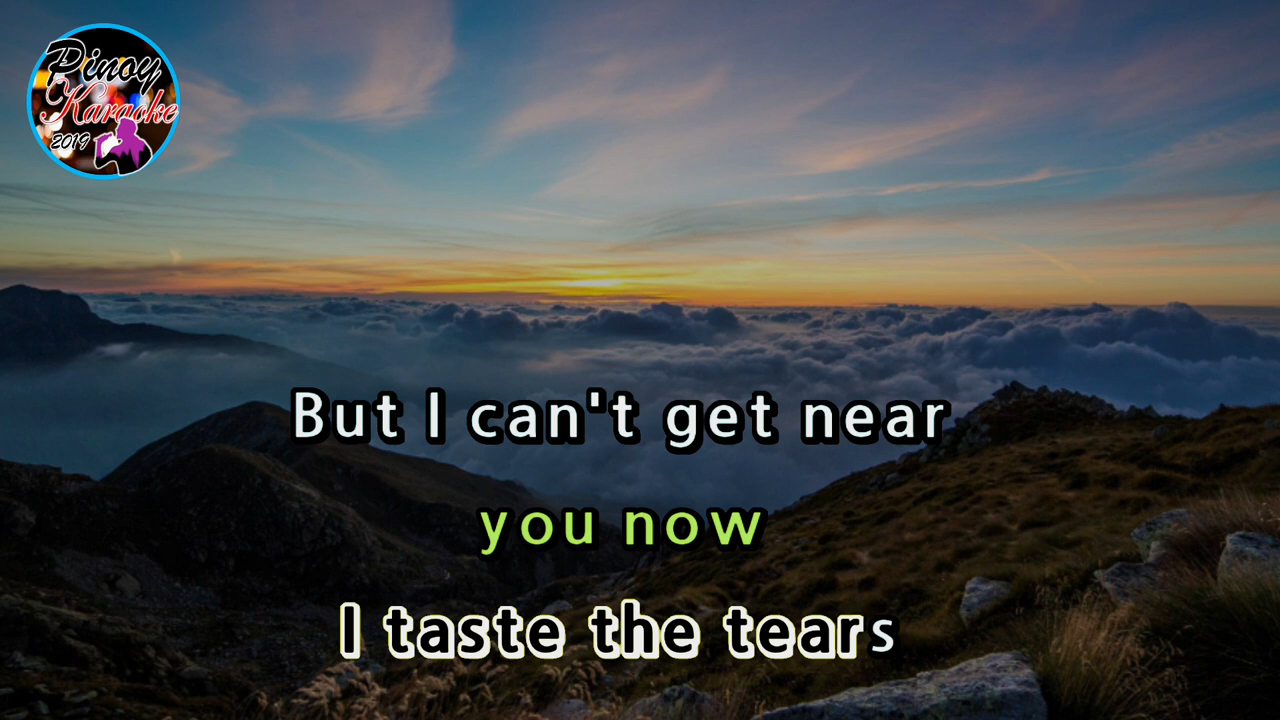 Pinoy
Karaoke
2019
But I can't get near
you now
I taste the tears